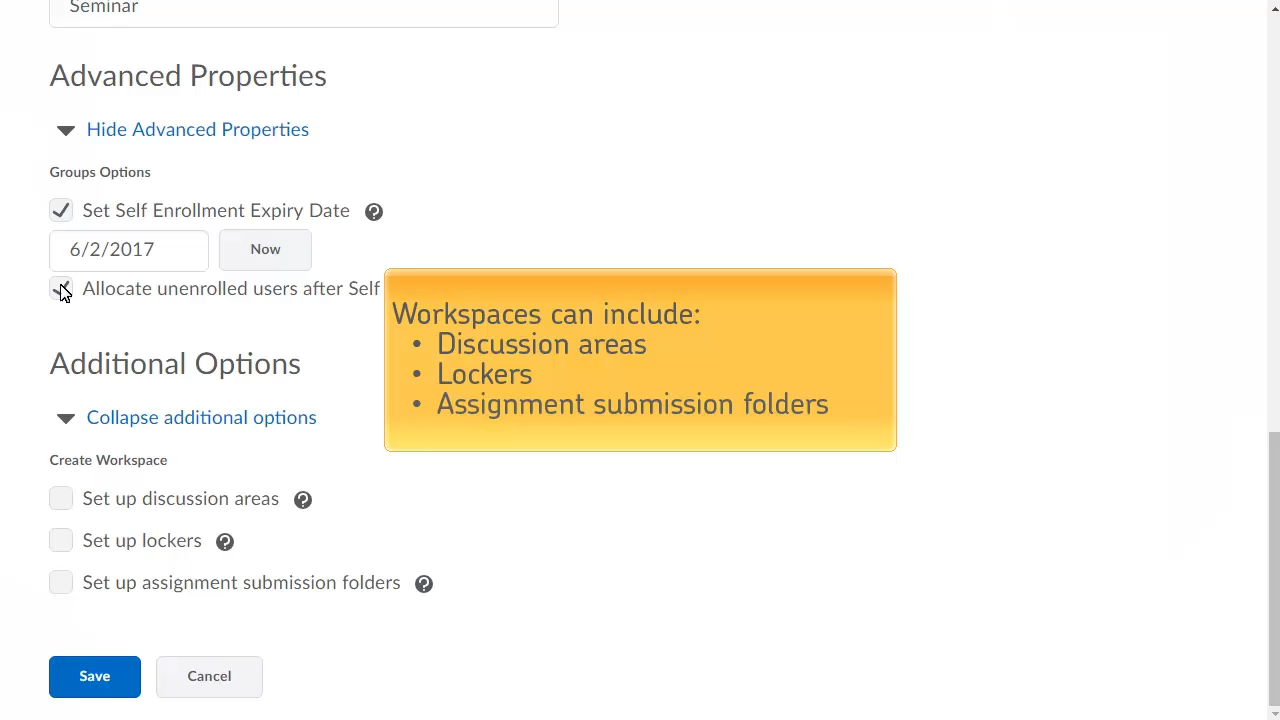 Seminar
Advanced Properties
Hide Advanced Properties
Groups Options
Set Self Enrollment Expiry Date
6/2/2017
Now
Allocate unenrolled users after Self
Workspaces can include:
• Discussion areas
• Lockers
• Assignment submission folders
Additional Options
Collapse additional options
Create Workspace
Set up discussion areas
Set up lockers
Set up assignment submission folders
Save
Cancel